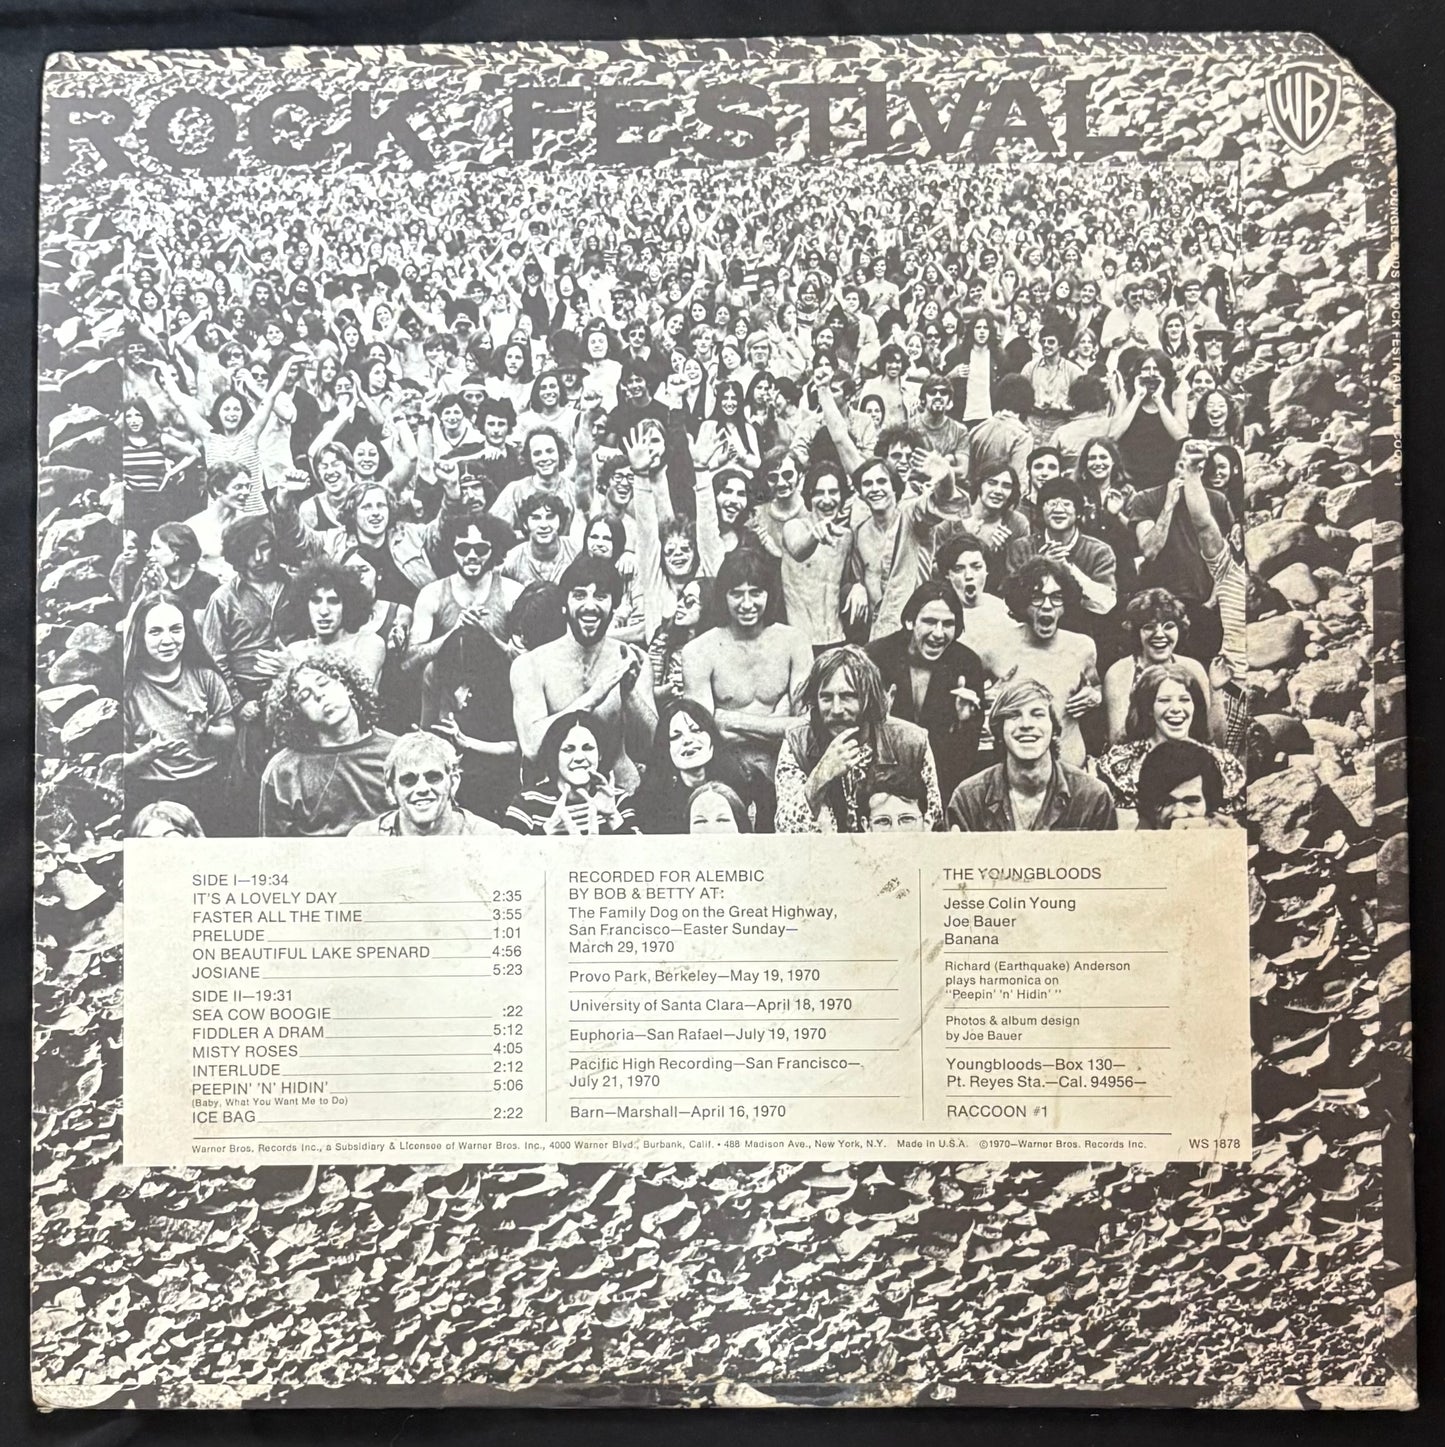 ROCK FESTIVAL
WB
YOUNGBLOODS ROCK FESTIVAL
SIDE I—19:34
IT'S A LOVELY DAY 2:35
FASTER ALL THE TIME 3:55
PRELUDE 1:01
ON BEAUTIFUL LAKE SPENARD 4:56
JOSIANE 5:23
SIDE II—19:31
SEA COW BOOGIE :22
FIDDLER A DRAM 5:12
MISTY ROSES 4:05
INTERLUDE 2:12
PEEPIN' 'N' HIDIN' 5:06
(Baby, What You Want Me to Do)
ICE BAG 2:22
RECORDED FOR ALEMBIC
BY BOB & BETTY AT:
The Family Dog on the Great Highway,
San Francisco—Easter Sunday—
March 29, 1970
Provo Park, Berkeley—May 19, 1970
University of Santa Clara—April 18, 1970
Euphoria—San Rafael—July 19, 1970
Pacific High Recording—San Francisco—
July 21, 1970
Barn—Marshall—April 16, 1970
THE YOUNGBLOODS
Jesse Colin Young
Joe Bauer
Banana
Richard (Earthquake) Anderson
plays harmonica on
"Peepin' 'n' Hidin' "
Photos & album design
by Joe Bauer
Youngbloods—Box 130—
Pt. Reyes Sta.—Cal. 94956—
RACCOON #1
Warner Bros. Records Inc., a Subsidiary & Licensee of Warner Bros. Inc., 4000 Warner Blvd., Burbank, Calif. • 488 Madison Ave., New York, N.Y. Made in U.S.A. ©1970—Warner Bros. Records Inc. WS 1878